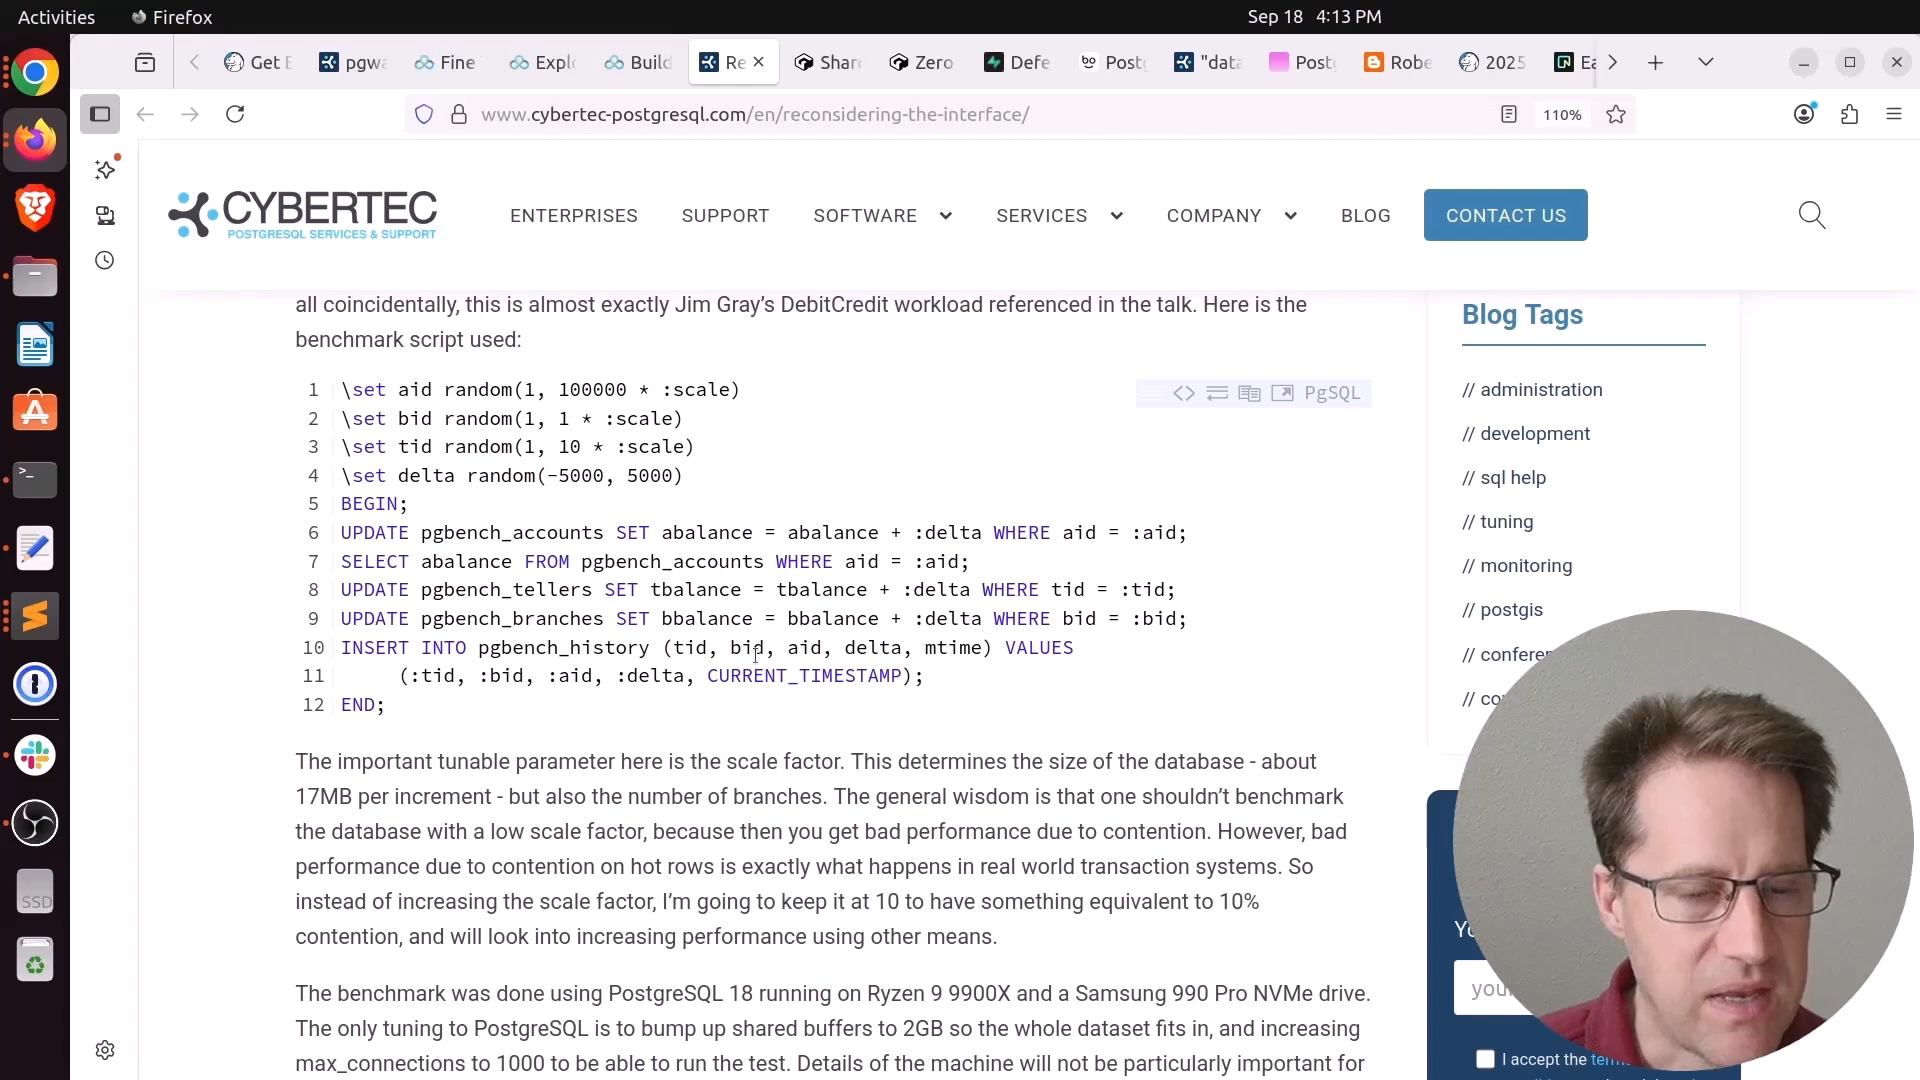 Activities
Firefox
Sep 18 4:13 PM
Get
pgwa
Fine
Explo
Build
Re
Share
Zero
Defe
Postg
"data
Postg
Robe
2025
Ea
www.cybertec-postgresql.com/en/reconsidering-the-interface/
110%
CYBERTEC
POSTGRESQL SERVICES & SUPPORT
ENTERPRISES
SUPPORT
SOFTWARE
SERVICES
COMPANY
BLOG
CONTACT US
all coincidentally, this is almost exactly Jim Gray’s DebitCredit workload referenced in the talk. Here is the
benchmark script used:
PgSQL
1 \set aid random(1, 100000 * :scale)
2 \set bid random(1, 1 * :scale)
3 \set tid random(1, 10 * :scale)
4 \set delta random(-5000, 5000)
5 BEGIN;
6 UPDATE pgbench_accounts SET abalance = abalance + :delta WHERE aid = :aid;
7 SELECT abalance FROM pgbench_accounts WHERE aid = :aid;
8 UPDATE pgbench_tellers SET tbalance = tbalance + :delta WHERE tid = :tid;
9 UPDATE pgbench_branches SET bbalance = bbalance + :delta WHERE bid = :bid;
10 INSERT INTO pgbench_history (tid, bid, aid, delta, mtime) VALUES
11 (:tid, :bid, :aid, :delta, CURRENT_TIMESTAMP);
12 END;
The important tunable parameter here is the scale factor. This determines the size of the database - about
17MB per increment - but also the number of branches. The general wisdom is that one shouldn’t benchmark
the database with a low scale factor, because then you get bad performance due to contention. However, bad
performance due to contention on hot rows is exactly what happens in real world transaction systems. So
instead of increasing the scale factor, I’m going to keep it at 10 to have something equivalent to 10%
contention, and will look into increasing performance using other means.
The benchmark was done using PostgreSQL 18 running on Ryzen 9 9900X and a Samsung 990 Pro NVMe drive.
The only tuning to PostgreSQL is to bump up shared buffers to 2GB so the whole dataset fits in, and increasing
max_connections to 1000 to be able to run the test. Details of the machine will not be particularly important for
Blog Tags
// administration
// development
// sql help
// tuning
// monitoring
// postgis
// conferen
// co
Yo
your
I accept the terms
SSD